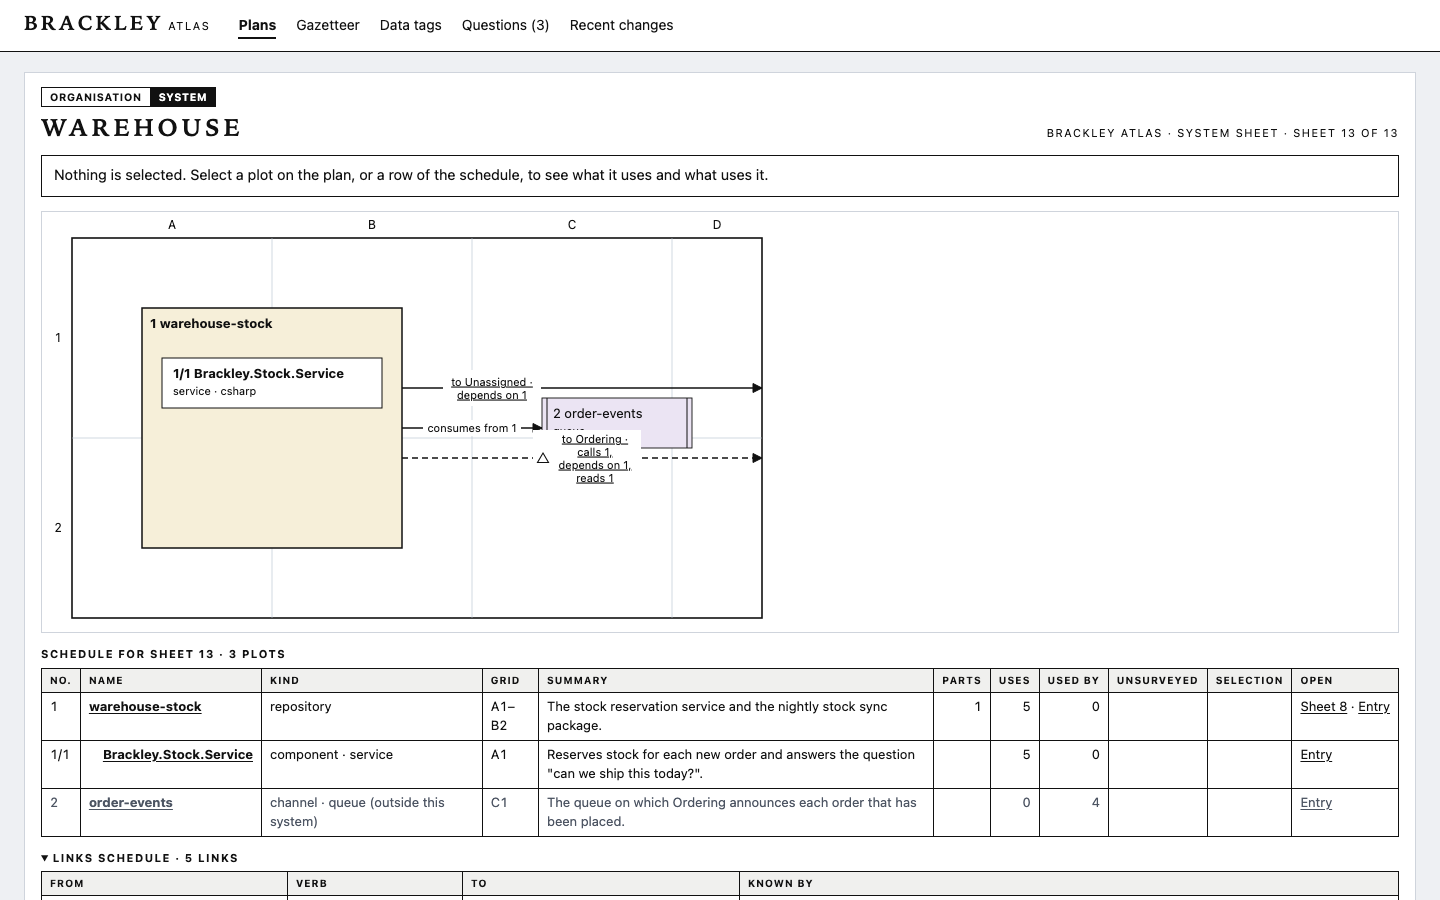 BRACKLEY ATLAS Plans Gazetteer Data tags Questions (3) Recent changes
ORGANISATION SYSTEM
WAREHOUSE
BRACKLEY ATLAS · SYSTEM SHEET · SHEET 13 OF 13
Nothing is selected. Select a plot on the plan, or a row of the schedule, to see what it uses and what uses it.
A B C D
1
2
1 warehouse-stock
1/1 Brackley.Stock.Service
service · csharp
to Unassigned ·
depends on 1
consumes from 1
2 order-events
to Ordering ·
calls 1,
depends on 1,
reads 1
SCHEDULE FOR SHEET 13 · 3 PLOTS
NO. NAME KIND GRID SUMMARY PARTS USES USED BY UNSURVEYED SELECTION OPEN
1 warehouse-stock repository A1–B2 The stock reservation service and the nightly stock sync package. 1 5 0 Sheet 8 · Entry
1/1 Brackley.Stock.Service component · service A1 Reserves stock for each new order and answers the question "can we ship this today?". 5 0 Entry
2 order-events channel · queue (outside this system) C1 The queue on which Ordering announces each order that has been placed. 0 4 Entry
▼ LINKS SCHEDULE · 5 LINKS
FROM VERB TO KNOWN BY